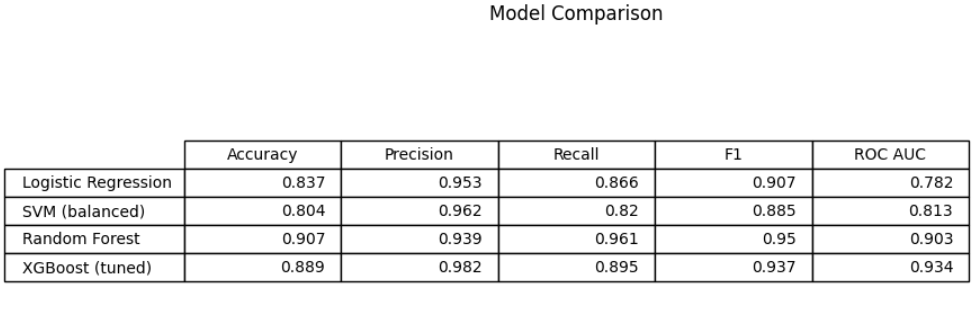 Model Comparison
Accuracy Precision Recall F1 ROC AUC
Logistic Regression 0.837 0.953 0.866 0.907 0.782
SVM (balanced) 0.804 0.962 0.82 0.885 0.813
Random Forest 0.907 0.939 0.961 0.95 0.903
XGBoost (tuned) 0.889 0.982 0.895 0.937 0.934